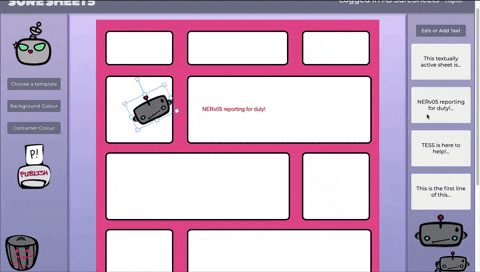 SURESHEETS
Logged in As Suresheets
Edit or Add Text
This textually
active sheet is...
Choose a template
Background Colour
Container Colour
NERv05 reporting
for duty!...
NERv05 reporting for duty!
TESS is here to
help!...
P!
PUBLISH
This is the first line
of this...